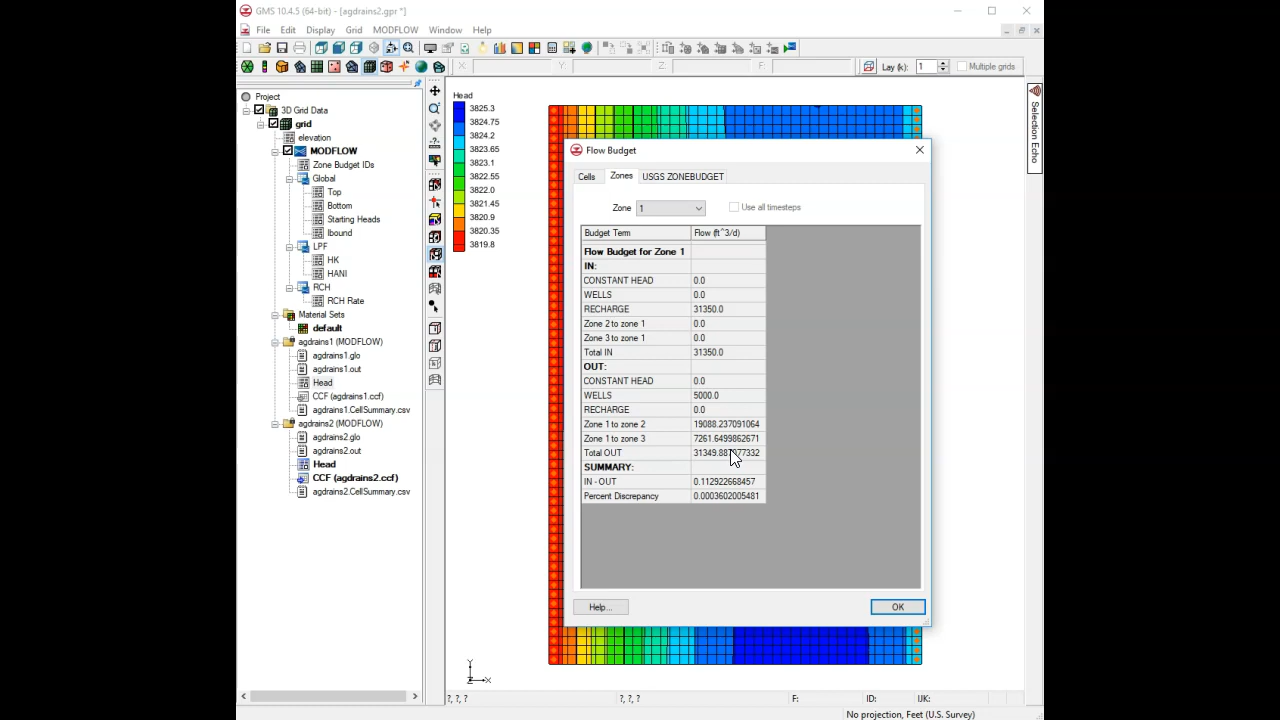 GMS 10.4.5 (64-bit) - [agdrains2.gpr *]
File Edit Display Grid MODFLOW Window Help
X: Y: Z: F: Lay (k): 1 Multiple grids
Project
3D Grid Data
grid
elevation
MODFLOW
Zone Budget IDs
Global
Top
Bottom
Starting Heads
Ibound
LPF
HK
HANI
RCH
RCH Rate
Material Sets
default
agdrains1 (MODFLOW)
agdrains1.glo
agdrains1.out
Head
CCF (agdrains1.ccf)
agdrains1.CellSummary.csv
agdrains2 (MODFLOW)
agdrains2.glo
agdrains2.out
Head
CCF (agdrains2.ccf)
agdrains2.CellSummary.csv
Head
3825.3
3824.75
3824.2
3823.65
3823.1
3822.55
3822.0
3821.45
3820.9
3820.35
3819.8
Flow Budget
Cells Zones USGS ZONEBUDGET
Zone 1 Use all timesteps
Budget Term Flow (ft^3/d)
Flow Budget for Zone 1
IN:
CONSTANT HEAD 0.0
WELLS 0.0
RECHARGE 31350.0
Zone 2 to zone 1 0.0
Zone 3 to zone 1 0.0
Total IN 31350.0
OUT:
CONSTANT HEAD 0.0
WELLS 5000.0
RECHARGE 0.0
Zone 1 to zone 2 19088.237091064
Zone 1 to zone 3 7261.6499862671
Total OUT
SUMMARY:
IN - OUT 0.112922668457
Percent Discrepancy 0.0003602005481
Help... OK
Selection Echo
Y
Z X
?, ?, ? ?, ?, ? F: ID: IJK:
No projection, Feet (U.S. Survey)